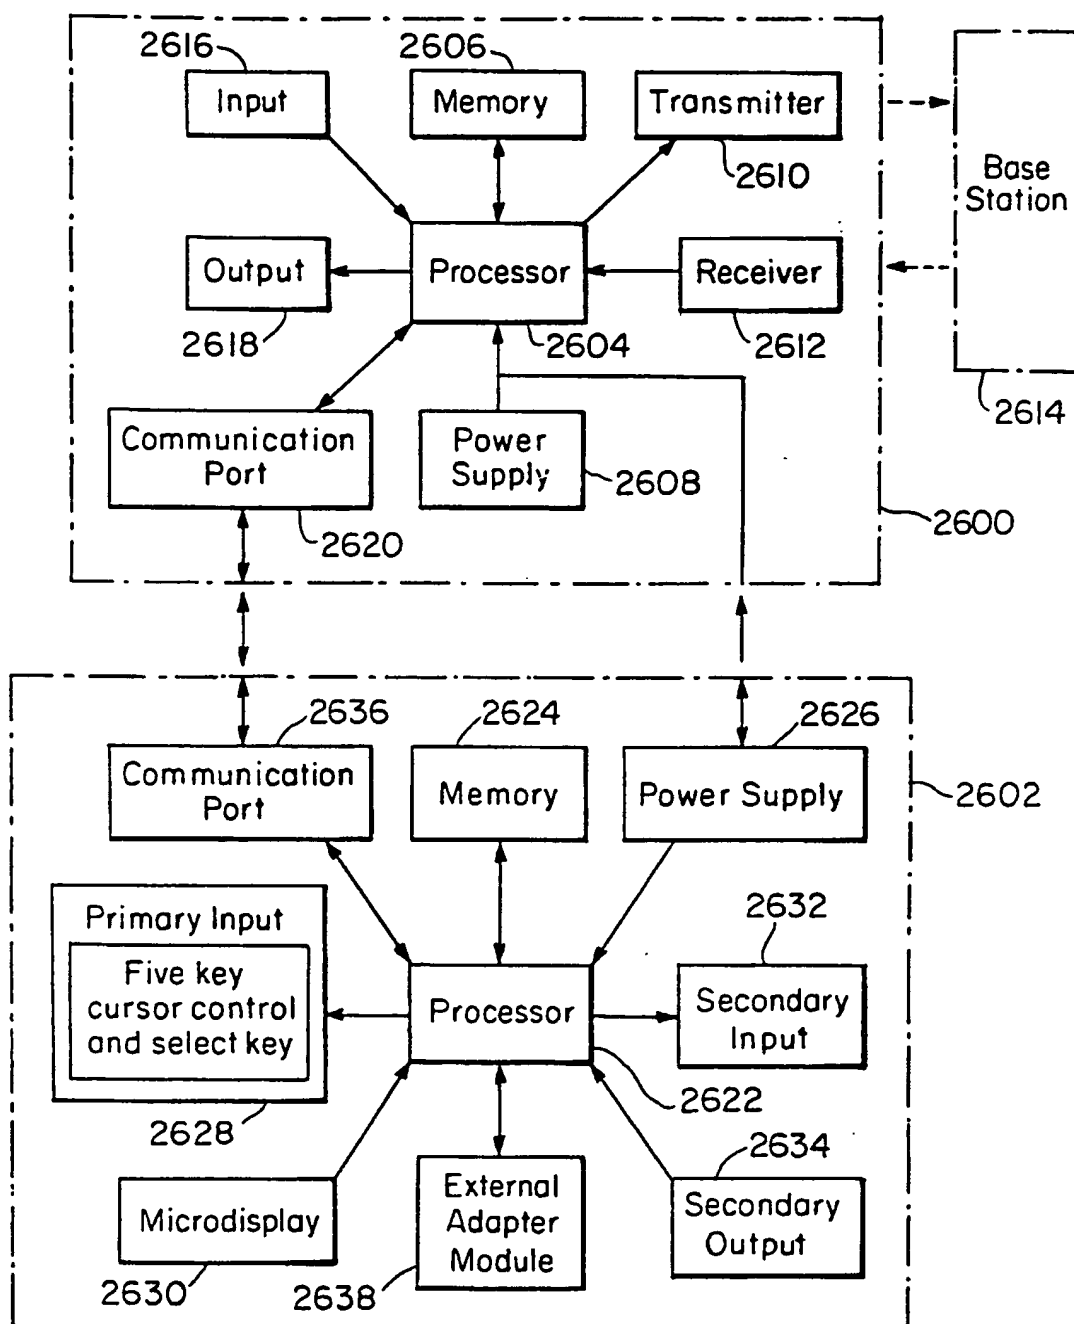 2616
2606
Input
Memory
Transmitter
2610
Base
Station
Output
Processor
Receiver
2618
2604
2612
2614
Communication
Port
Power
Supply
2608
2600
2620
2636
2624
2626
Communication
Port
Memory
Power Supply
2602
Primary Input
2632
Five key
cursor control
and select key
Processor
Secondary
Input
2622
2628
2634
Microdisplay
External
Adapter
Module
Secondary
Output
2630
2638